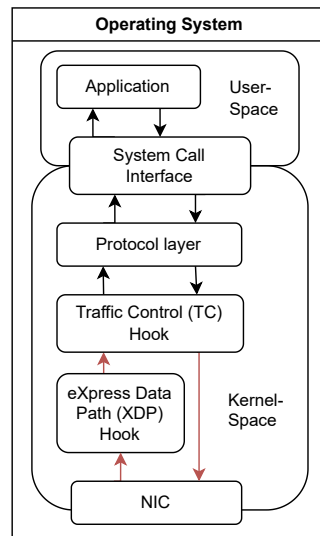 Operating System
Application
User-
Space
System Call
Interface
Protocol layer
Traffic Control (TC)
Hook
eXpress Data
Path (XDP)
Hook
Kernel-
Space
NIC